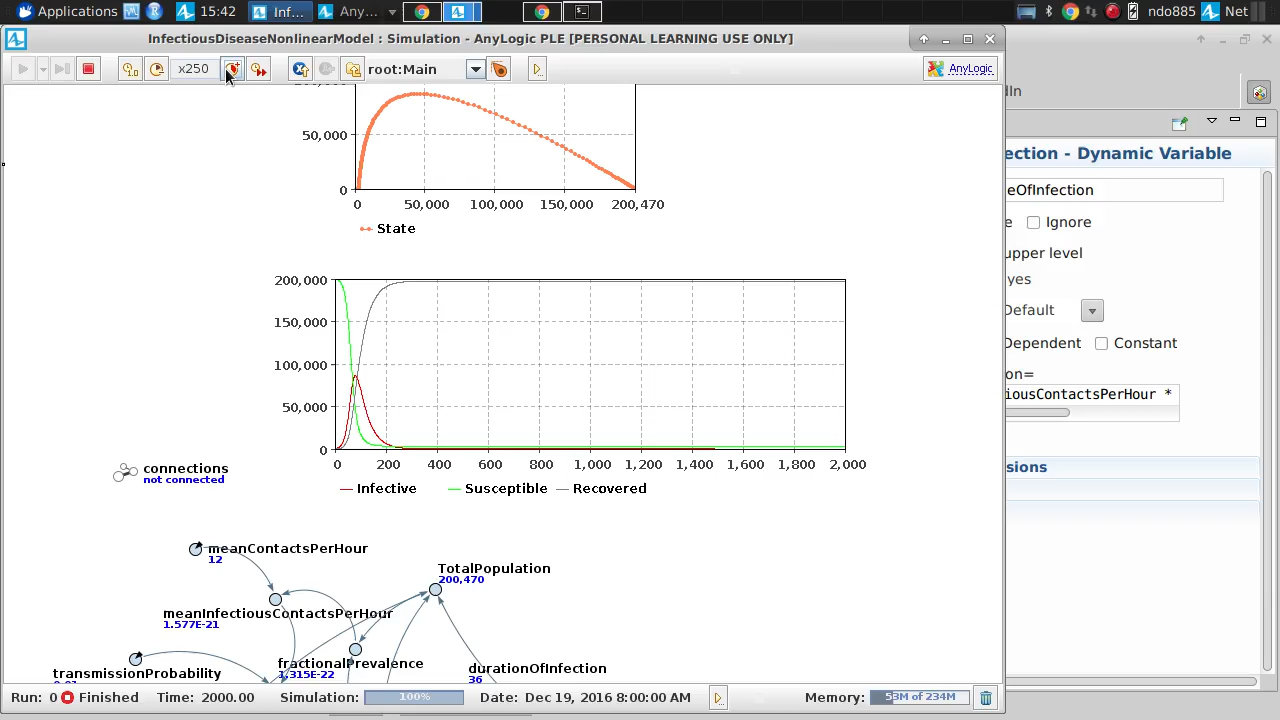 Applications 15:42 Inf... Any... ndo885 Net
InfectiousDiseaseNonlinearModel : Simulation - AnyLogic PLE [PERSONAL LEARNING USE ONLY]
x250 root:Main AnyLogic
In
ection - Dynamic Variable
eOfInfection
e Ignore
upper level
yes
Default
Dependent Constant
on=
iousContactsPerHour *
sions
50,000
0
0 50,000 100,000 150,000 200,470
State
200,000
150,000
100,000
50,000
0
0 200 400 600 800 1,000 1,200 1,400 1,600 1,800 2,000
Infective Susceptible Recovered
connections
not connected
meanContactsPerHour
12
TotalPopulation
200,470
meanInfectiousContactsPerHour
1.577E-21
fractionalPrevalence
1.315E-22
durationOfInfection
36
transmissionProbability
Run: 0 Finished Time: 2000.00 Simulation: 100% Date: Dec 19, 2016 8:00:00 AM Memory: 53M of 234M